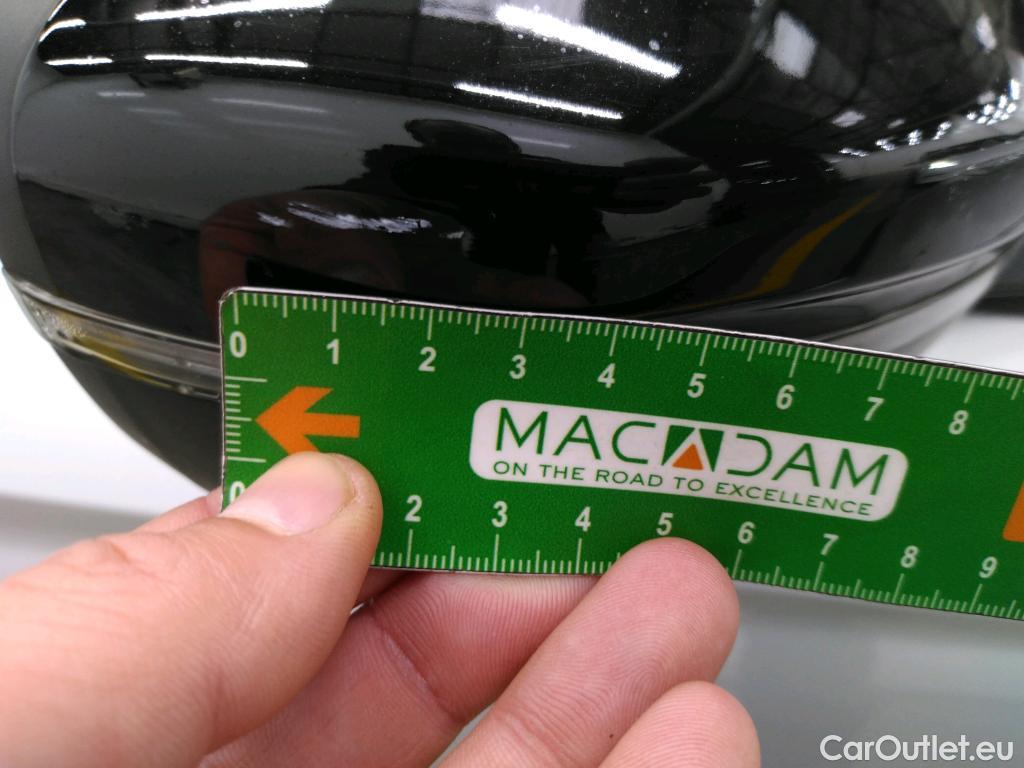 0 1 2 3 4 5 6 7 8
MACADAM
ON THE ROAD TO EXCELLENCE
0 2 3 4 5 6 7 8 9
CarOutlet.eu